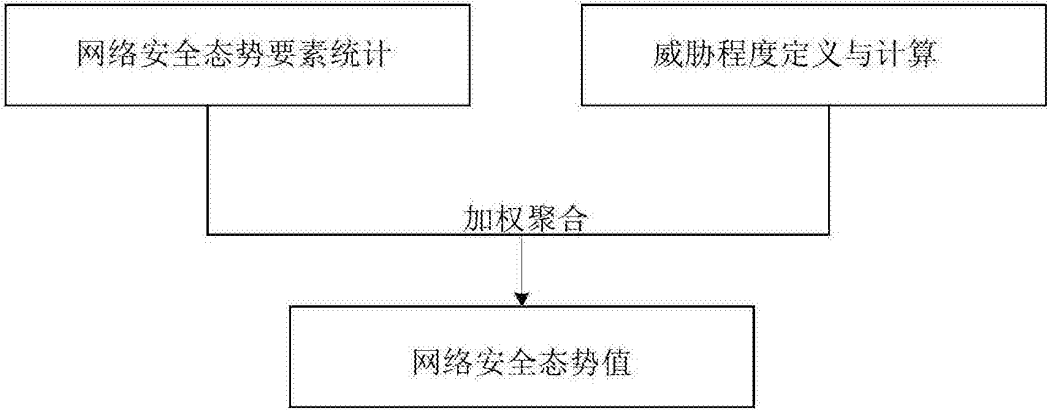 网络安全态势要素统计
威胁程度定义与计算
加权聚合
网络安全态势值